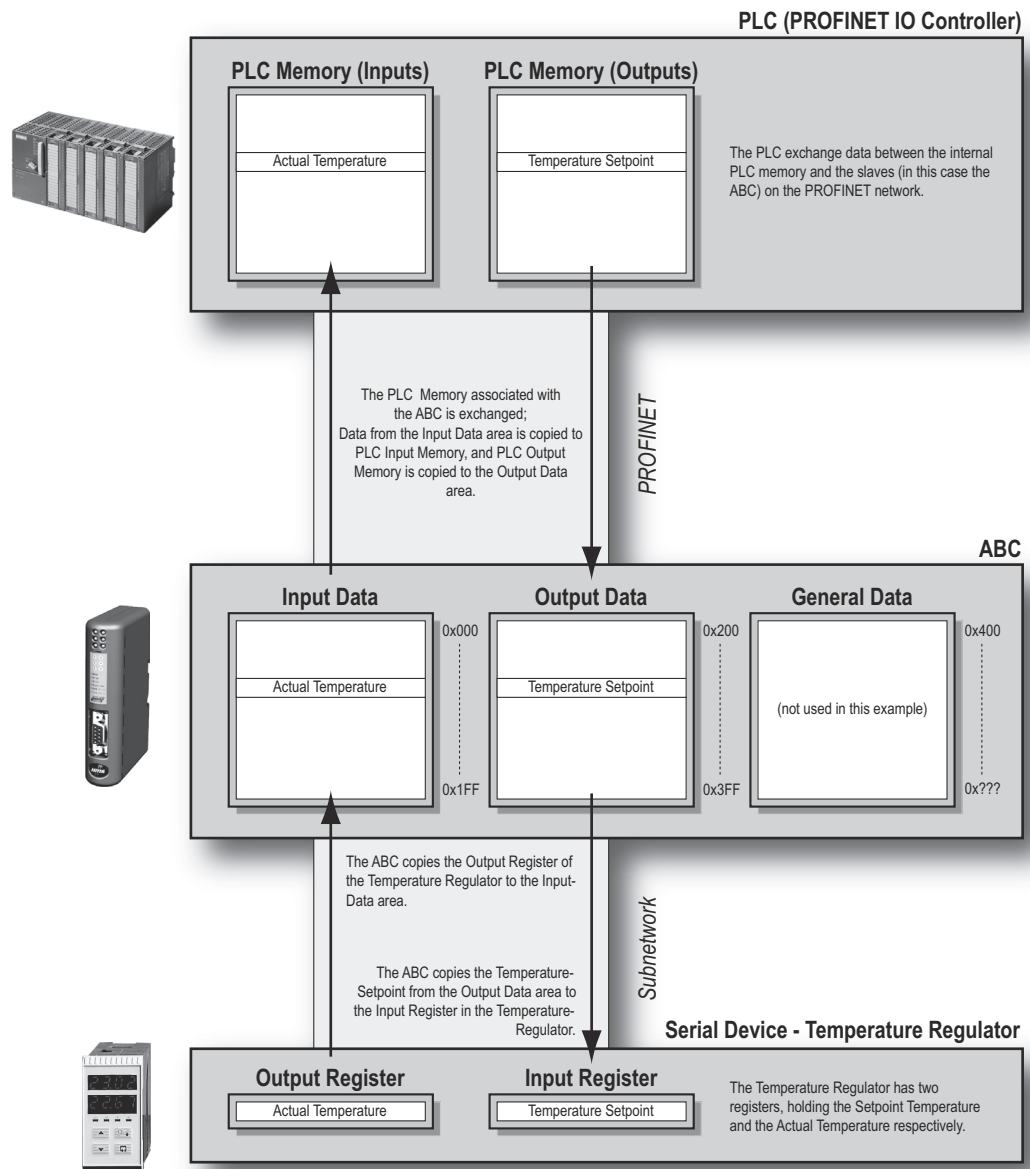 PLC (PROFINET IO Controller)
PLC Memory (Inputs)
PLC Memory (Outputs)
Actual Temperature
Temperature Setpoint
The PLC exchange data between the internal
PLC memory and the slaves (in this case the
ABC) on the PROFINET network.
The PLC Memory associated with
the ABC is exchanged;
Data from the Input Data area is copied to
PLC Input Memory, and PLC Output
Memory is copied to the Output Data
area.
PROFINET
ABC
Input Data
Output Data
General Data
0x000
0x200
0x400
Actual Temperature
Temperature Setpoint
(not used in this example)
0x1FF
0x3FF
0x???
The ABC copies the Output Register of
the Temperature Regulator to the Input-
Data area.
Subnetwork
The ABC copies the Temperature-
Setpoint from the Output Data area to
the Input Register in the Temperature-
Regulator.
Serial Device - Temperature Regulator
Output Register
Input Register
Actual Temperature
Temperature Setpoint
The Temperature Regulator has two
registers, holding the Setpoint Temperature
and the Actual Temperature respectively.